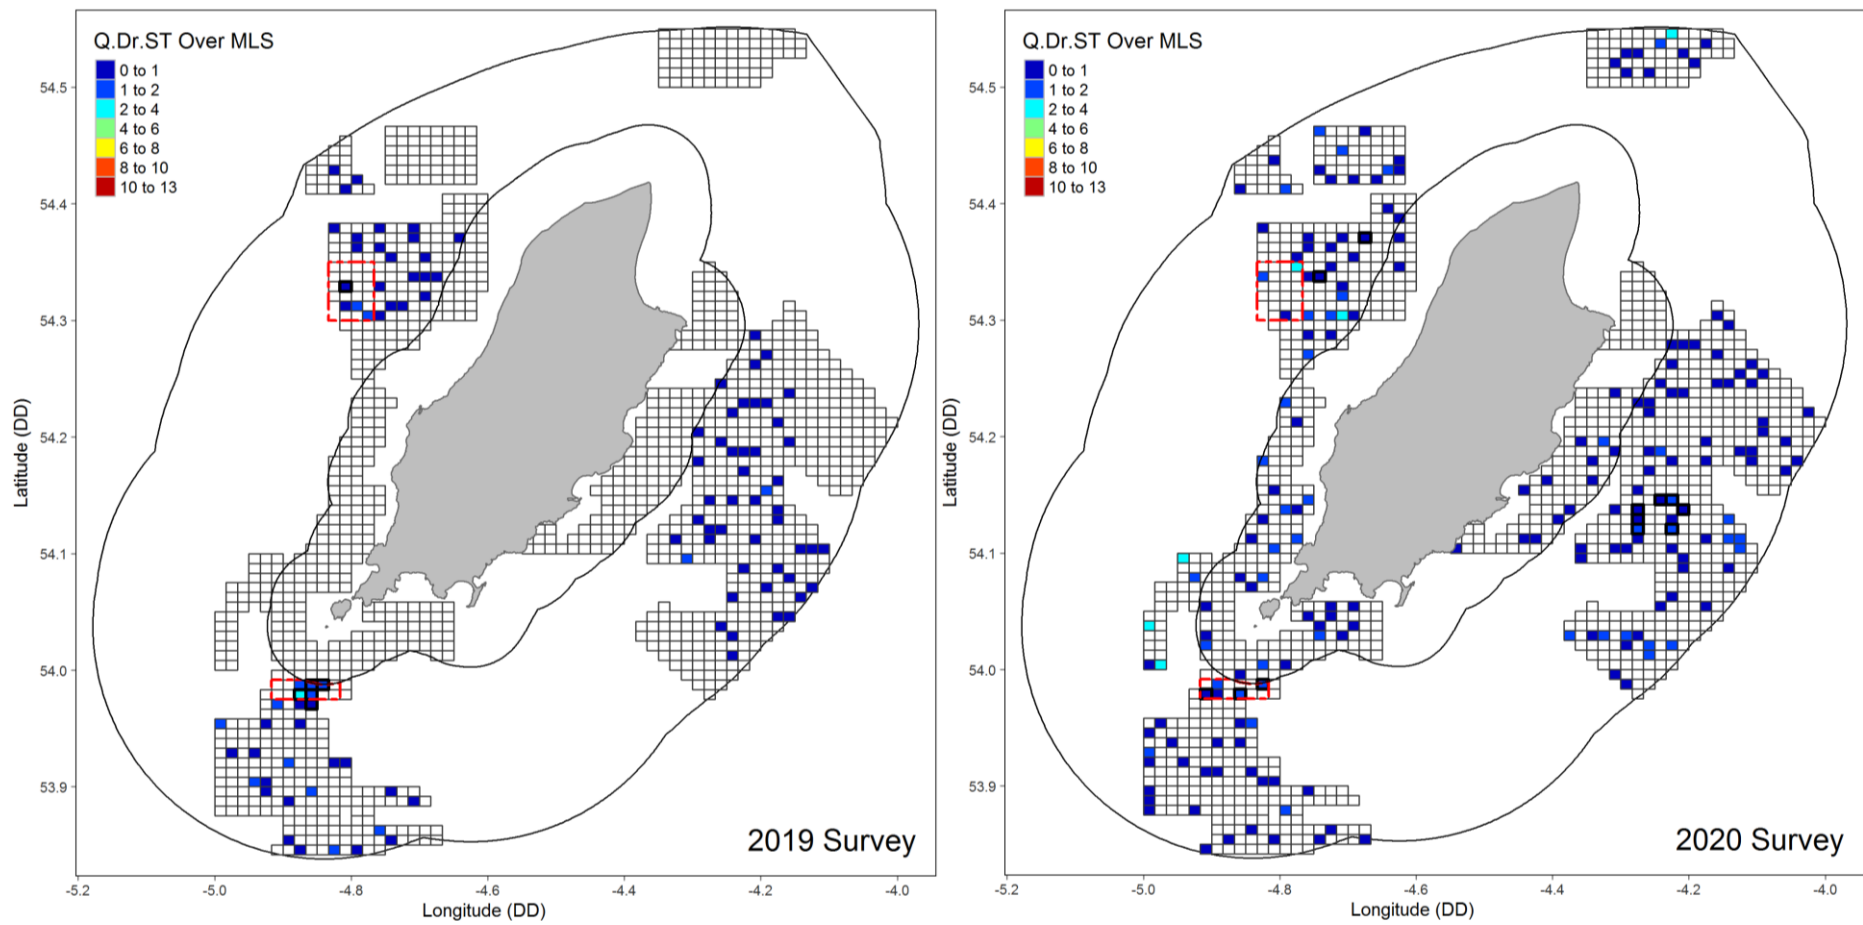 Q.Dr.ST Over MLS
0 to 1
1 to 2
2 to 4
4 to 6
6 to 8
8 to 10
10 to 13
54.5
54.4
54.3
54.2
54.1
54.0
53.9
Latitude (DD)
2019 Survey
-5.2 -5.0 -4.8 -4.6 -4.4 -4.2 -4.0
Longitude (DD)
Q.Dr.ST Over MLS
0 to 1
1 to 2
2 to 4
4 to 6
6 to 8
8 to 10
10 to 13
54.5
54.4
54.3
54.2
54.1
54.0
53.9
Latitude (DD)
2020 Survey
-5.2 -5.0 -4.8 -4.6 -4.4 -4.2 -4.0
Longitude (DD)